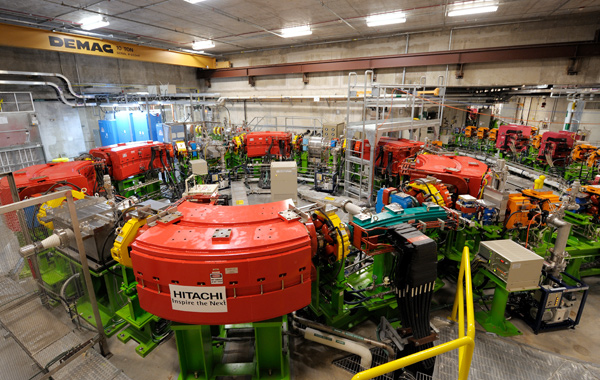 DEMAG
HITACHI
Inspire the Next